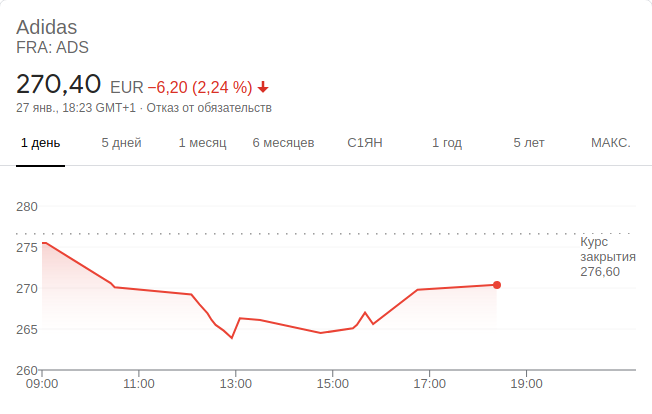 Adidas
FRA: ADS
270,40 EUR −6,20 (2,24 %)
27 янв., 18:23 GMT+1 · Отказ от обязательств
1 день 5 дней 1 месяц 6 месяцев С1ЯН 1 год 5 лет МАКС.
280
275
270
265
260
Курс
закрытия
276,60
09:00 11:00 13:00 15:00 17:00 19:00